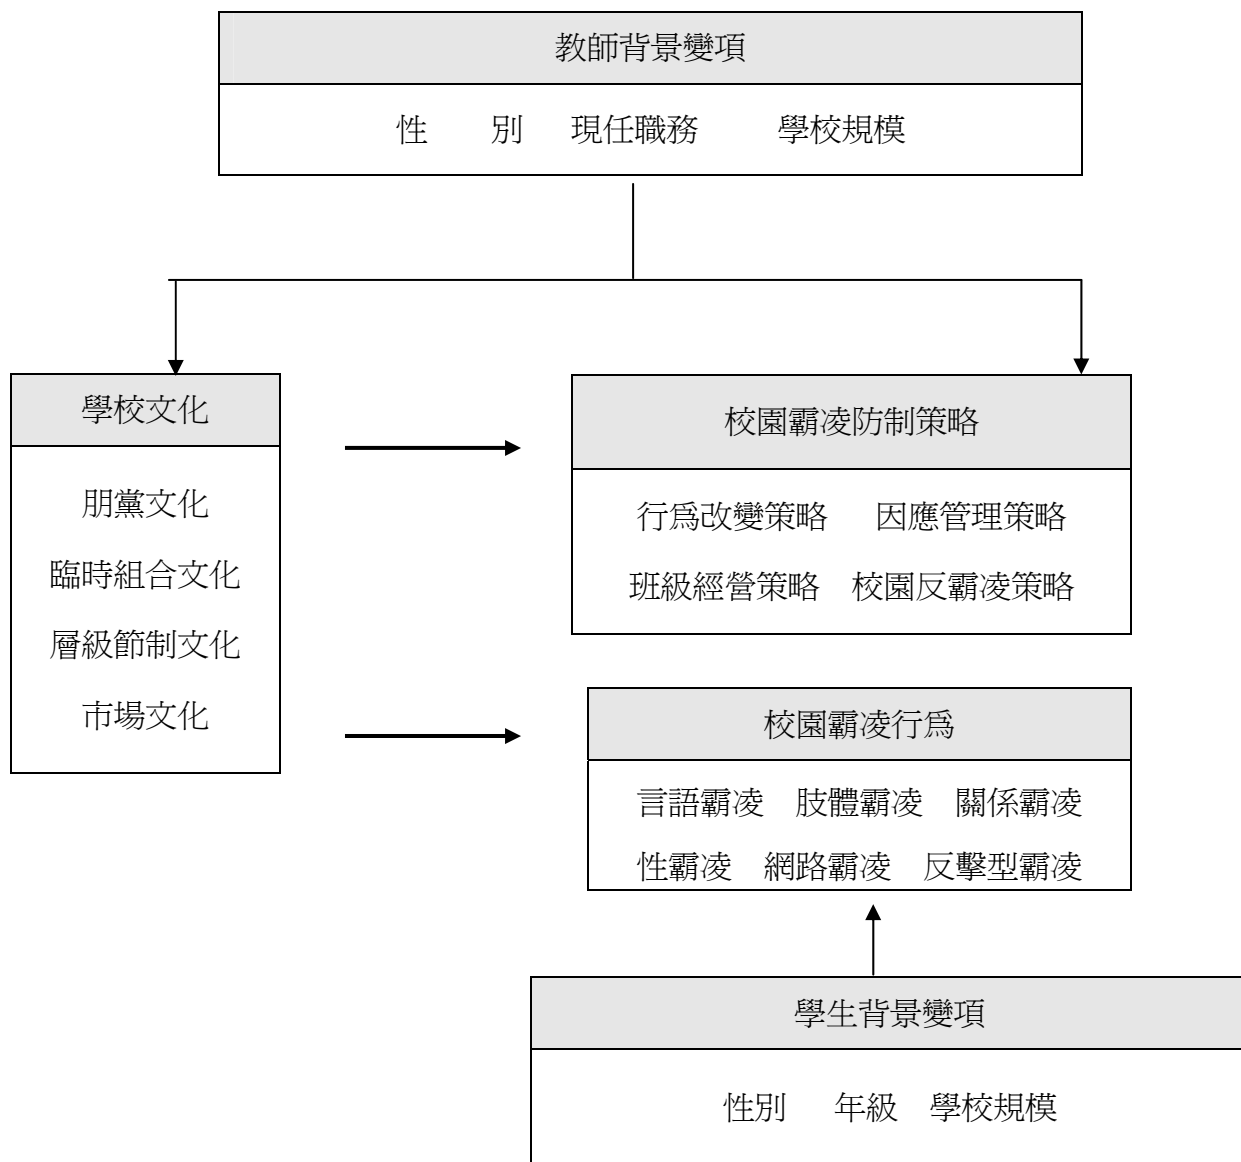 教師背景變項
性　　別　 現任職務　　 學校規模
學校文化
朋黨文化
臨時組合文化
層級節制文化
市場文化
校園霸凌防制策略
行爲改變策略　 因應管理策略
班級經營策略　校園反霸凌策略
校園霸凌行爲
言語霸凌　肢體霸凌　關係霸凌
性霸凌　網路霸凌　反擊型霸凌
學生背景變項
性別　 年級　學校規模